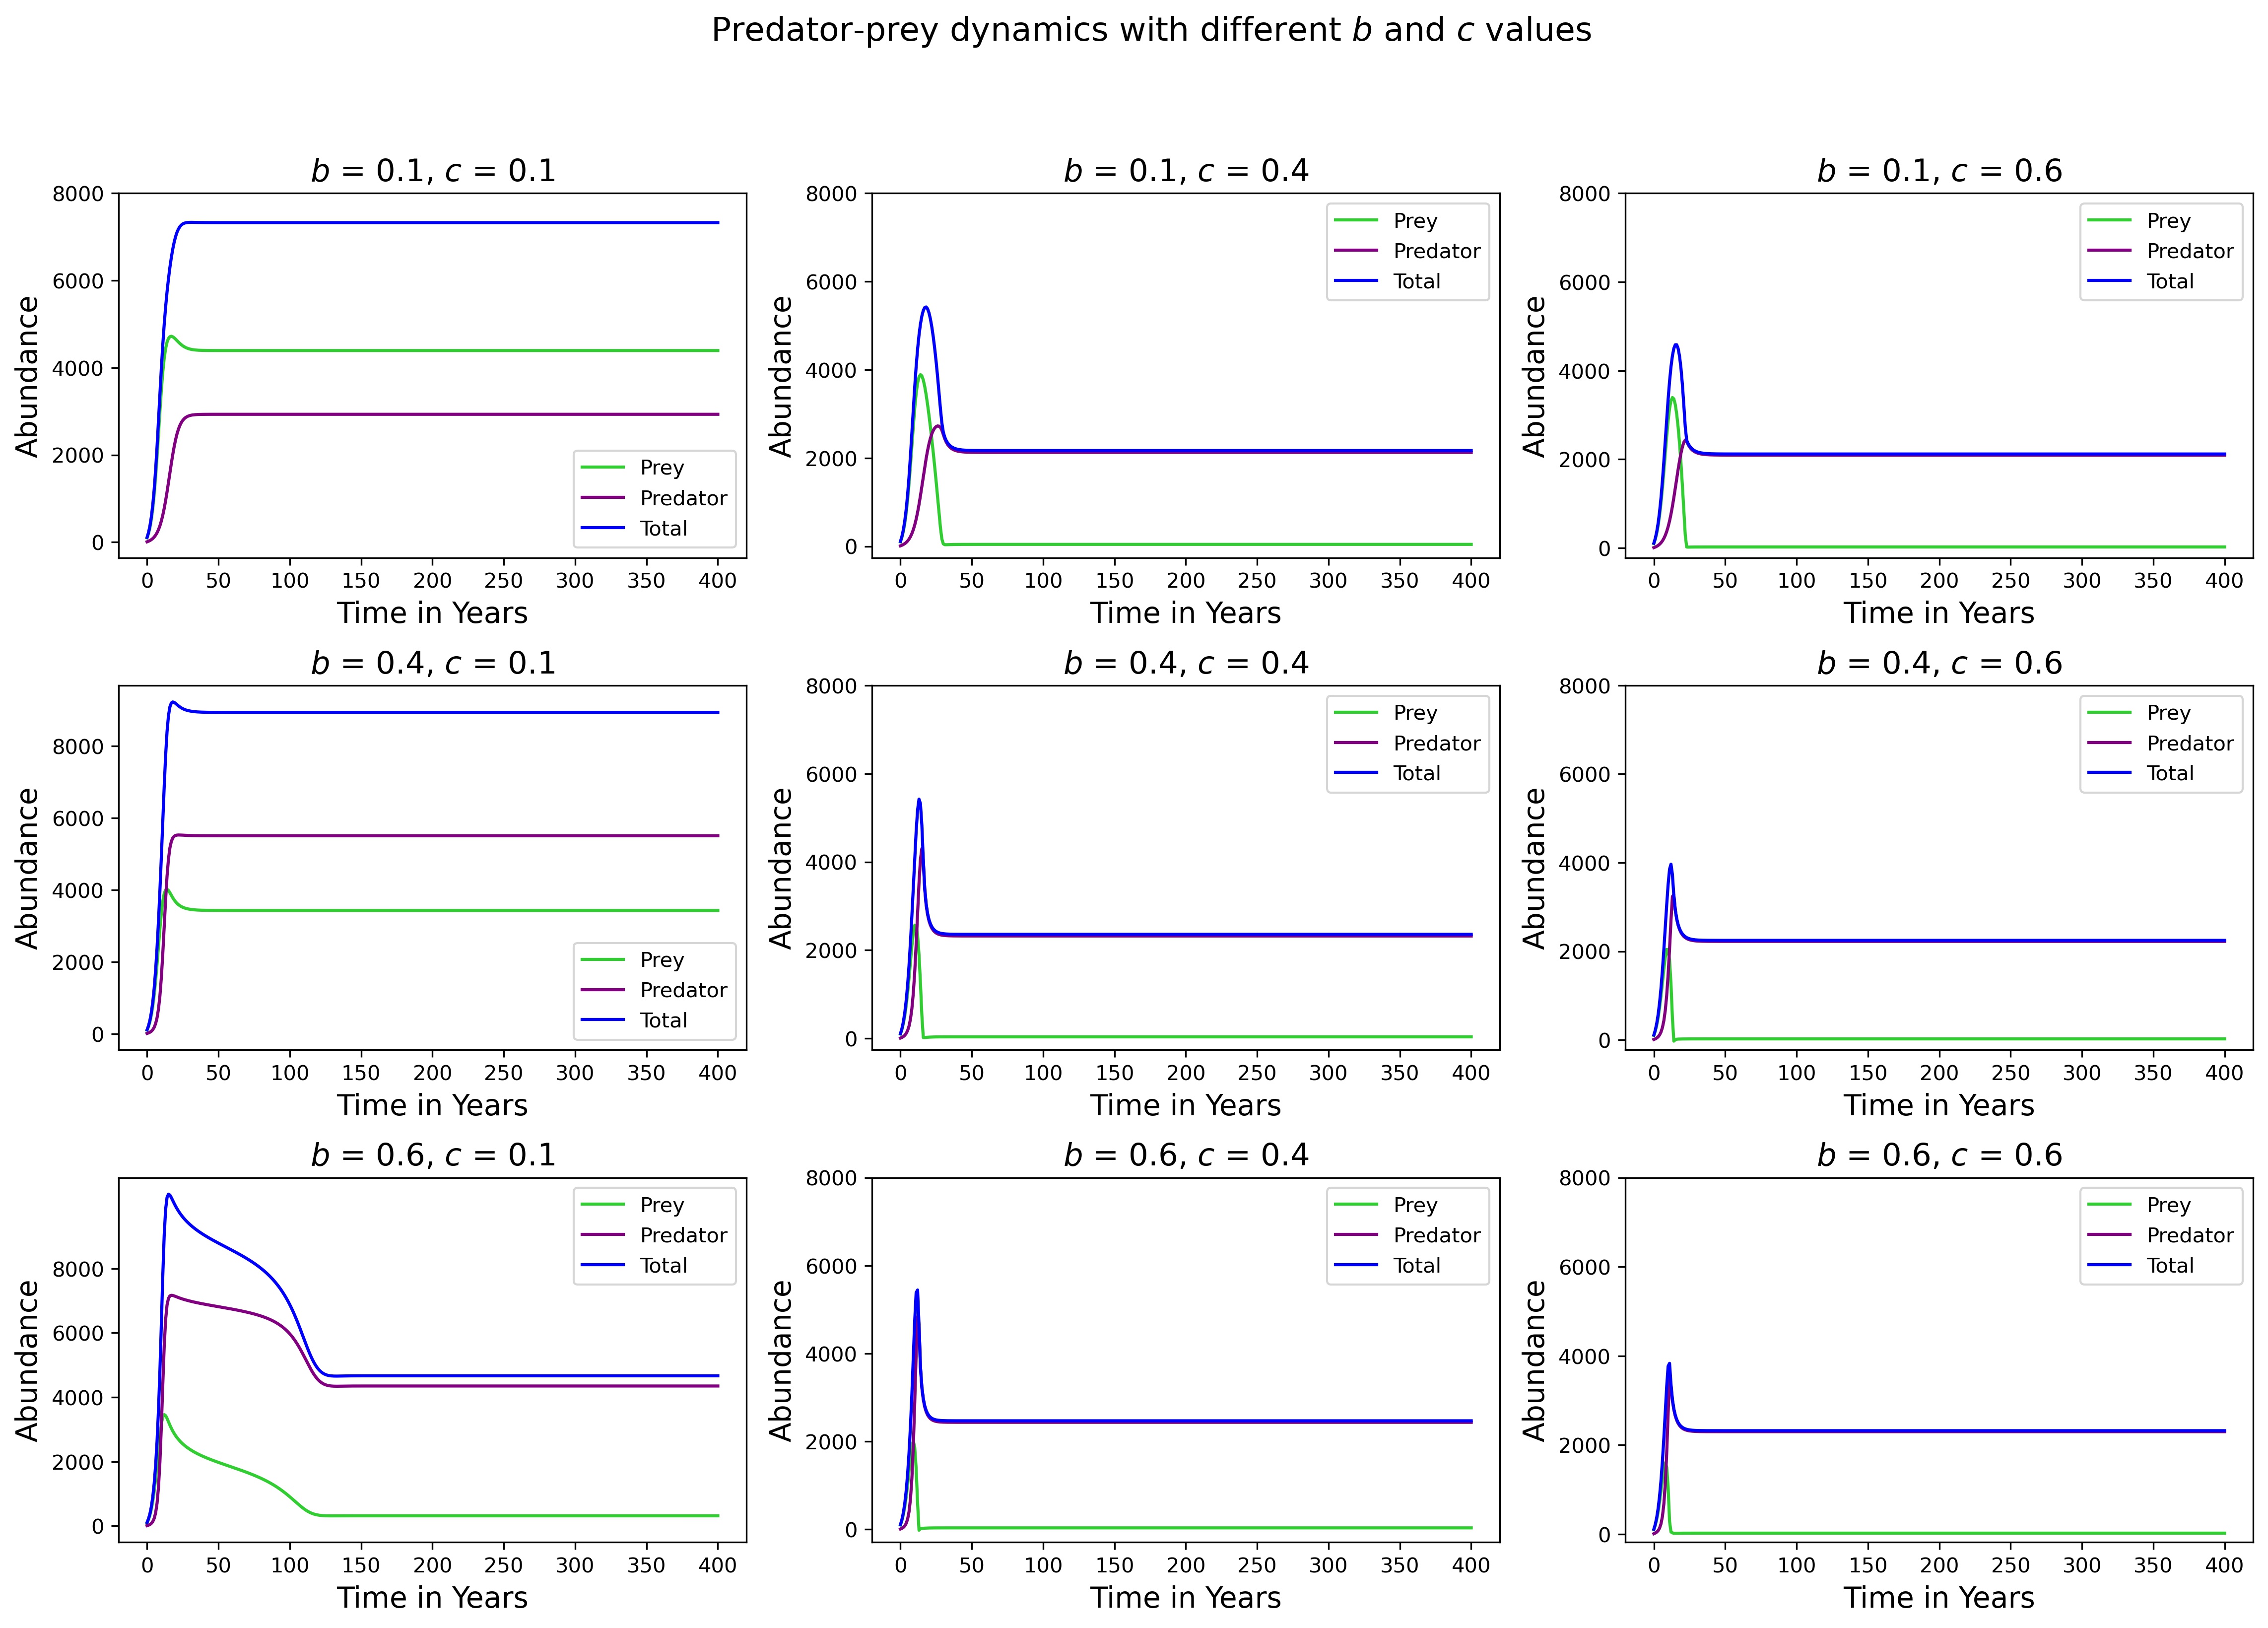 Predator-prey dynamics with different b and c values
b = 0.1, c = 0.1
8000
6000
4000
2000
0
Abundance
Prey
Predator
Total
0 50 100 150 200 250 300 350 400
Time in Years
b = 0.1, c = 0.4
8000
6000
4000
2000
0
Abundance
Prey
Predator
Total
0 50 100 150 200 250 300 350 400
Time in Years
b = 0.1, c = 0.6
8000
6000
4000
2000
0
Abundance
Prey
Predator
Total
0 50 100 150 200 250 300 350 400
Time in Years
b = 0.4, c = 0.1
8000
6000
4000
2000
0
Abundance
Prey
Predator
Total
0 50 100 150 200 250 300 350 400
Time in Years
b = 0.4, c = 0.4
8000
6000
4000
2000
0
Abundance
Prey
Predator
Total
0 50 100 150 200 250 300 350 400
Time in Years
b = 0.4, c = 0.6
8000
6000
4000
2000
0
Abundance
Prey
Predator
Total
0 50 100 150 200 250 300 350 400
Time in Years
b = 0.6, c = 0.1
8000
6000
4000
2000
0
Abundance
Prey
Predator
Total
0 50 100 150 200 250 300 350 400
Time in Years
b = 0.6, c = 0.4
8000
6000
4000
2000
0
Abundance
Prey
Predator
Total
0 50 100 150 200 250 300 350 400
Time in Years
b = 0.6, c = 0.6
8000
6000
4000
2000
0
Abundance
Prey
Predator
Total
0 50 100 150 200 250 300 350 400
Time in Years